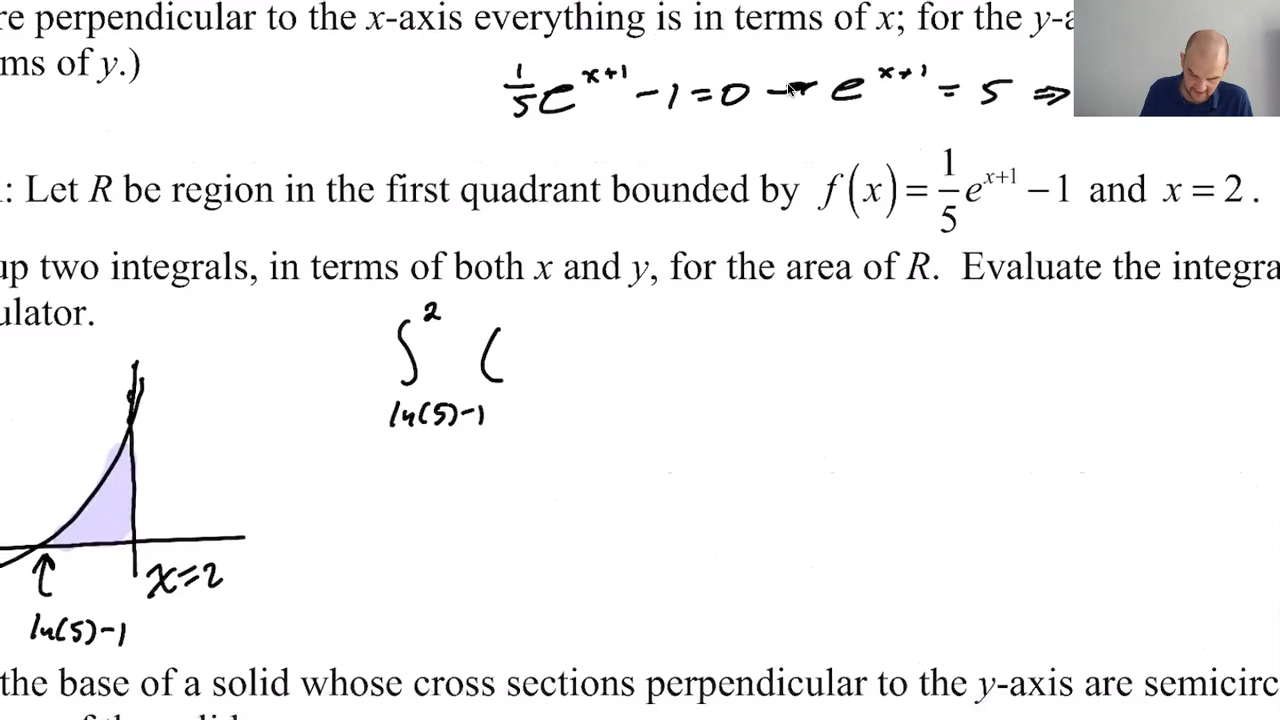 re perpendicular to the x-axis everything is in terms of x; for the y-a
ms of y.)
1/5 e^{x+1} - 1 = 0 → e^{x+1} = 5 ⇒
.: Let R be region in the first quadrant bounded by f(x) = 1/5 e^{x+1} - 1 and x = 2.
up two integrals, in terms of both x and y, for the area of R. Evaluate the integra
ulator.
∫_{ln(5)-1}^{2} (
x=2
ln(5)-1
the base of a solid whose cross sections perpendicular to the y-axis are semicirc